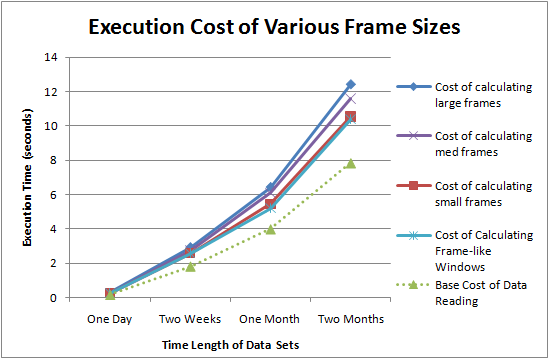 Execution Cost of Various Frame Sizes
14
12
10
8
6
4
2
0
Execution Time (seconds)
One Day
Two Weeks
One Month
Two Months
Time Length of Data Sets
Cost of calculating
large frames
Cost of calculating
med frames
Cost of calculating
small frames
Cost of Calculating
Frame-like
Windows
Base Cost of Data
Reading